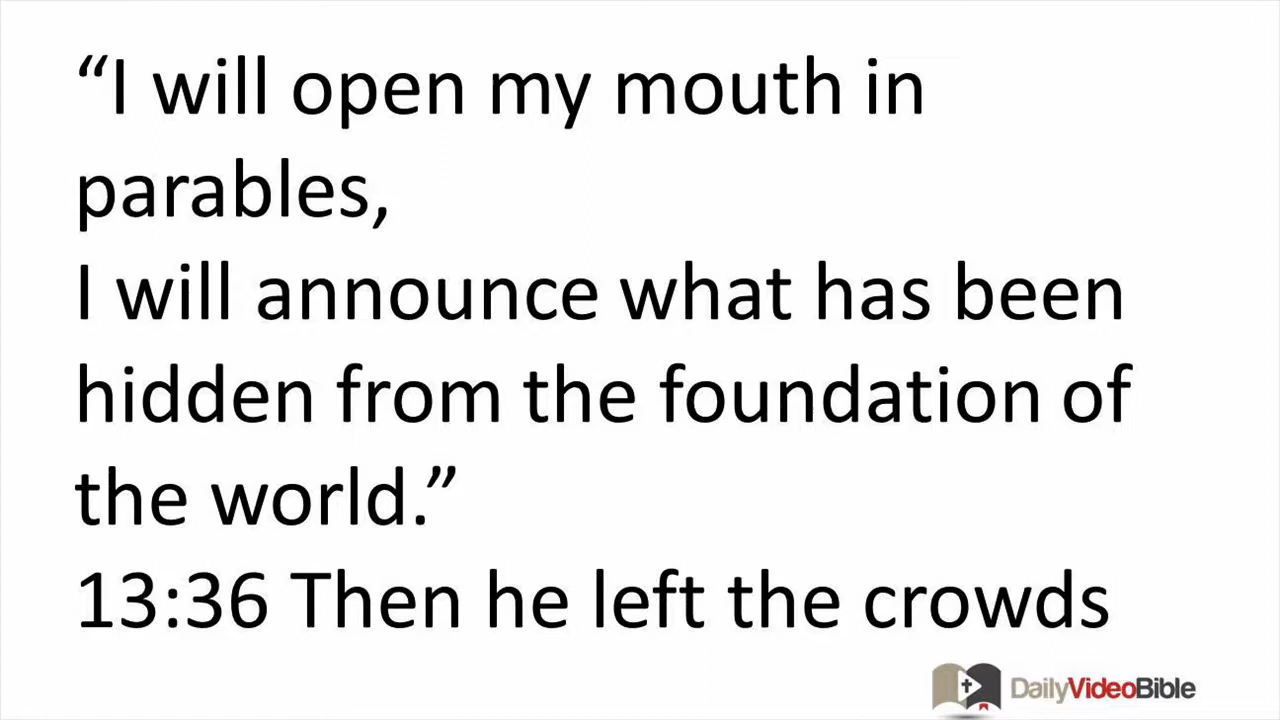 “I will open my mouth in
parables,
I will announce what has been
hidden from the foundation of
the world.”
13:36 Then he left the crowds
DailyVideoBible